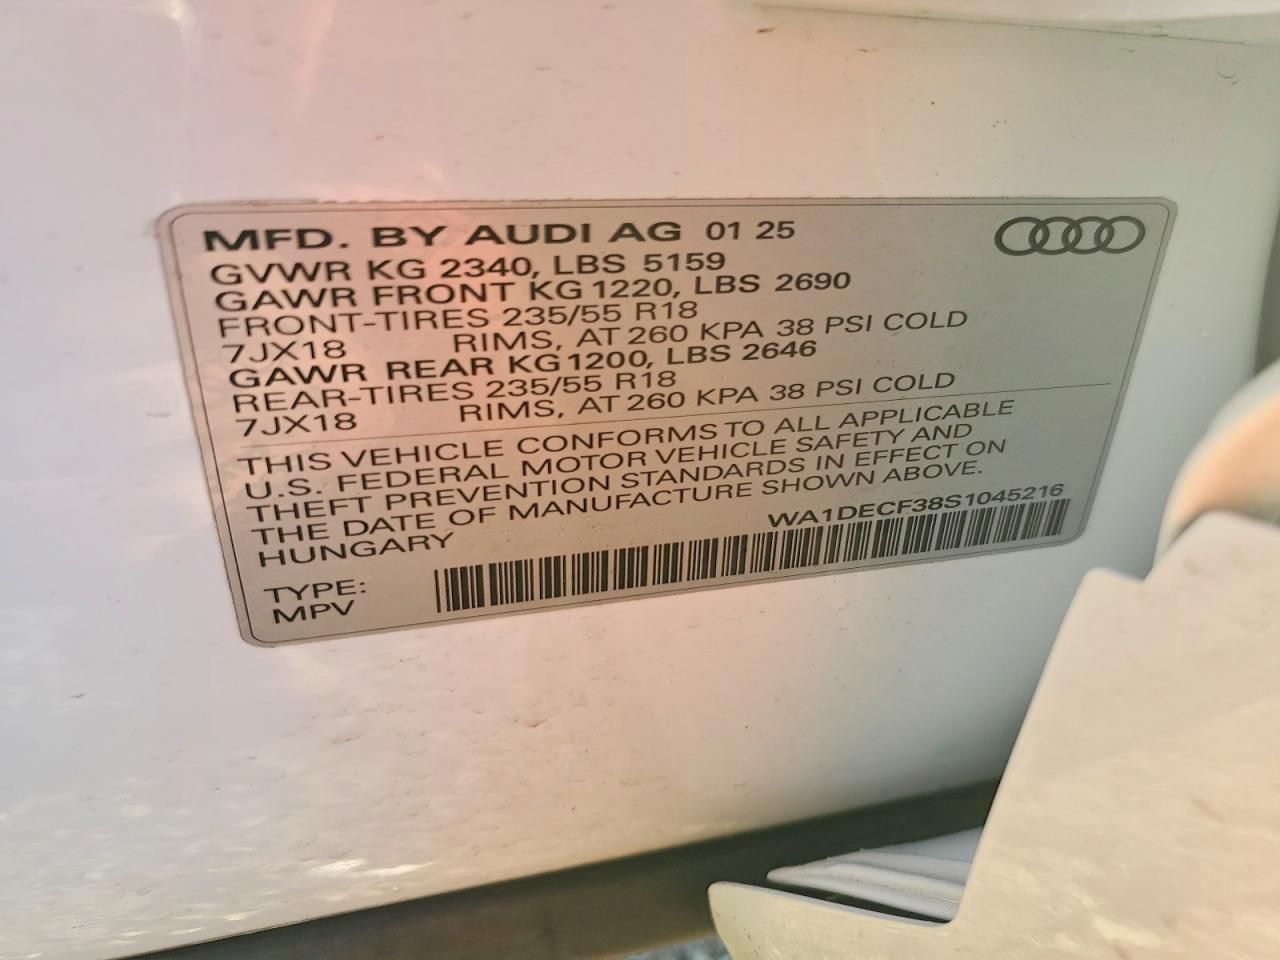 MFD. BY AUDI AG 01 25
GVWR KG 2340, LBS 5159
GAWR FRONT KG 1220, LBS 2690
FRONT-TIRES 235/55 R18
7JX18 RIMS, AT 260 KPA 38 PSI COLD
GAWR REAR KG 1200, LBS 2646
REAR-TIRES 235/55 R18
7JX18 RIMS, AT 260 KPA 38 PSI COLD
THIS VEHICLE CONFORMS TO ALL APPLICABLE
U.S. FEDERAL MOTOR VEHICLE SAFETY AND
THEFT PREVENTION STANDARDS IN EFFECT ON
THE DATE OF MANUFACTURE SHOWN ABOVE.
HUNGARY
WA1DECF38S1045216
TYPE:
MPV